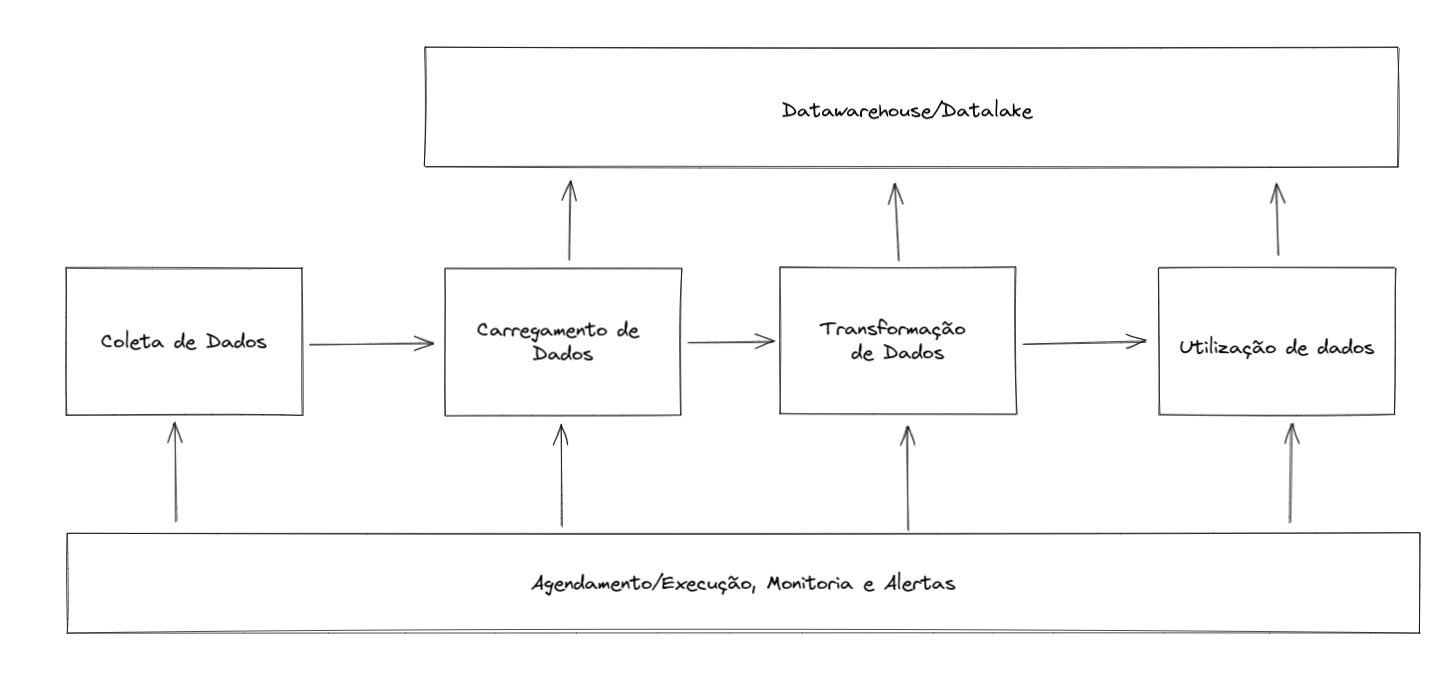 Datawarehouse/Datalake
Coleta de Dados
Carregamento de
Dados
Transformação
de Dados
Utilização de dados
Agendamento/Execução, Monitoria e Alertas